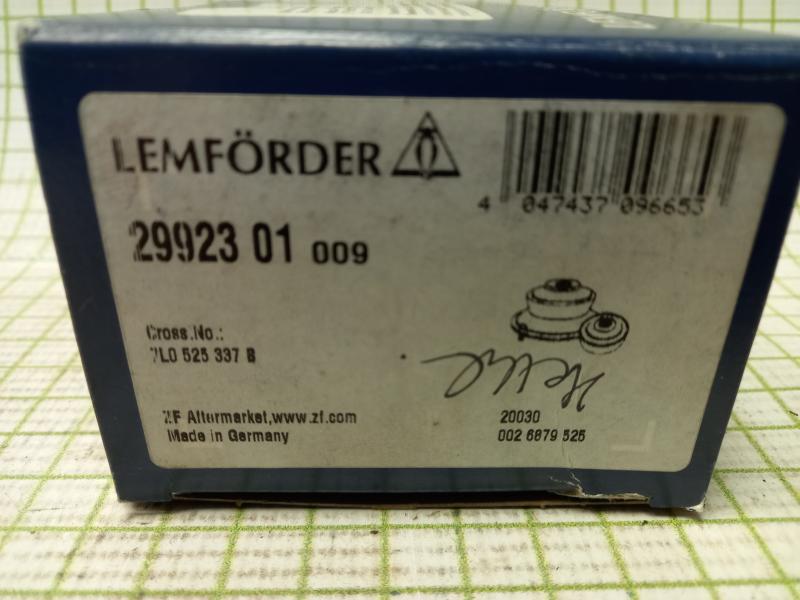 LEMFÖRDER
4 047437 096653
29923 01 009
Cross.No.:
7L0 525 337 B
ZF Aftermarket,www.zf.com
Made in Germany
20030
002 6879 525